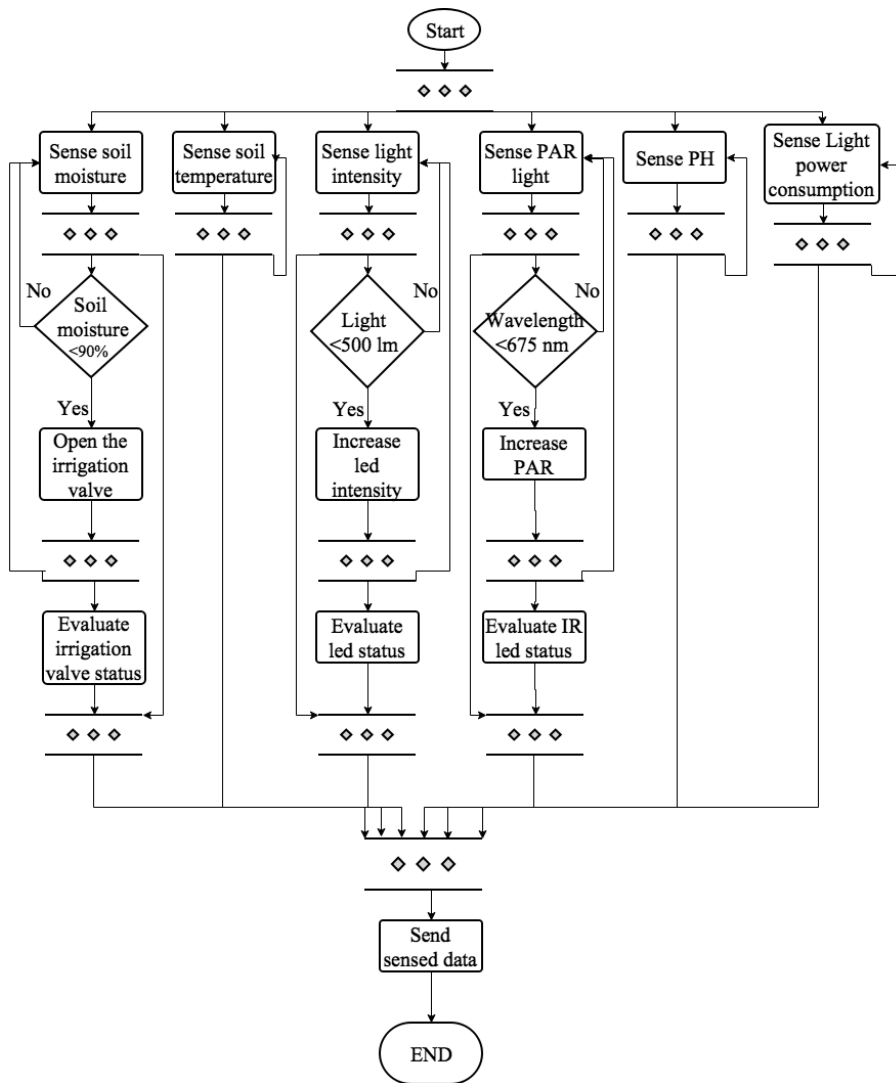 Start
Sense soil
moisture
Sense soil
temperature
Sense light
intensity
Sense PAR
light
Sense PH
Sense Light
power
consumption
No
Soil
moisture
<90%
No
Light
<500 lm
No
Wavelength
<675 nm
Yes
Yes
Yes
Open the
irrigation
valve
Increase
led
intensity
Increase
PAR
Evaluate
irrigation
valve status
Evaluate
led status
Evaluate IR
led status
Send
sensed data
END